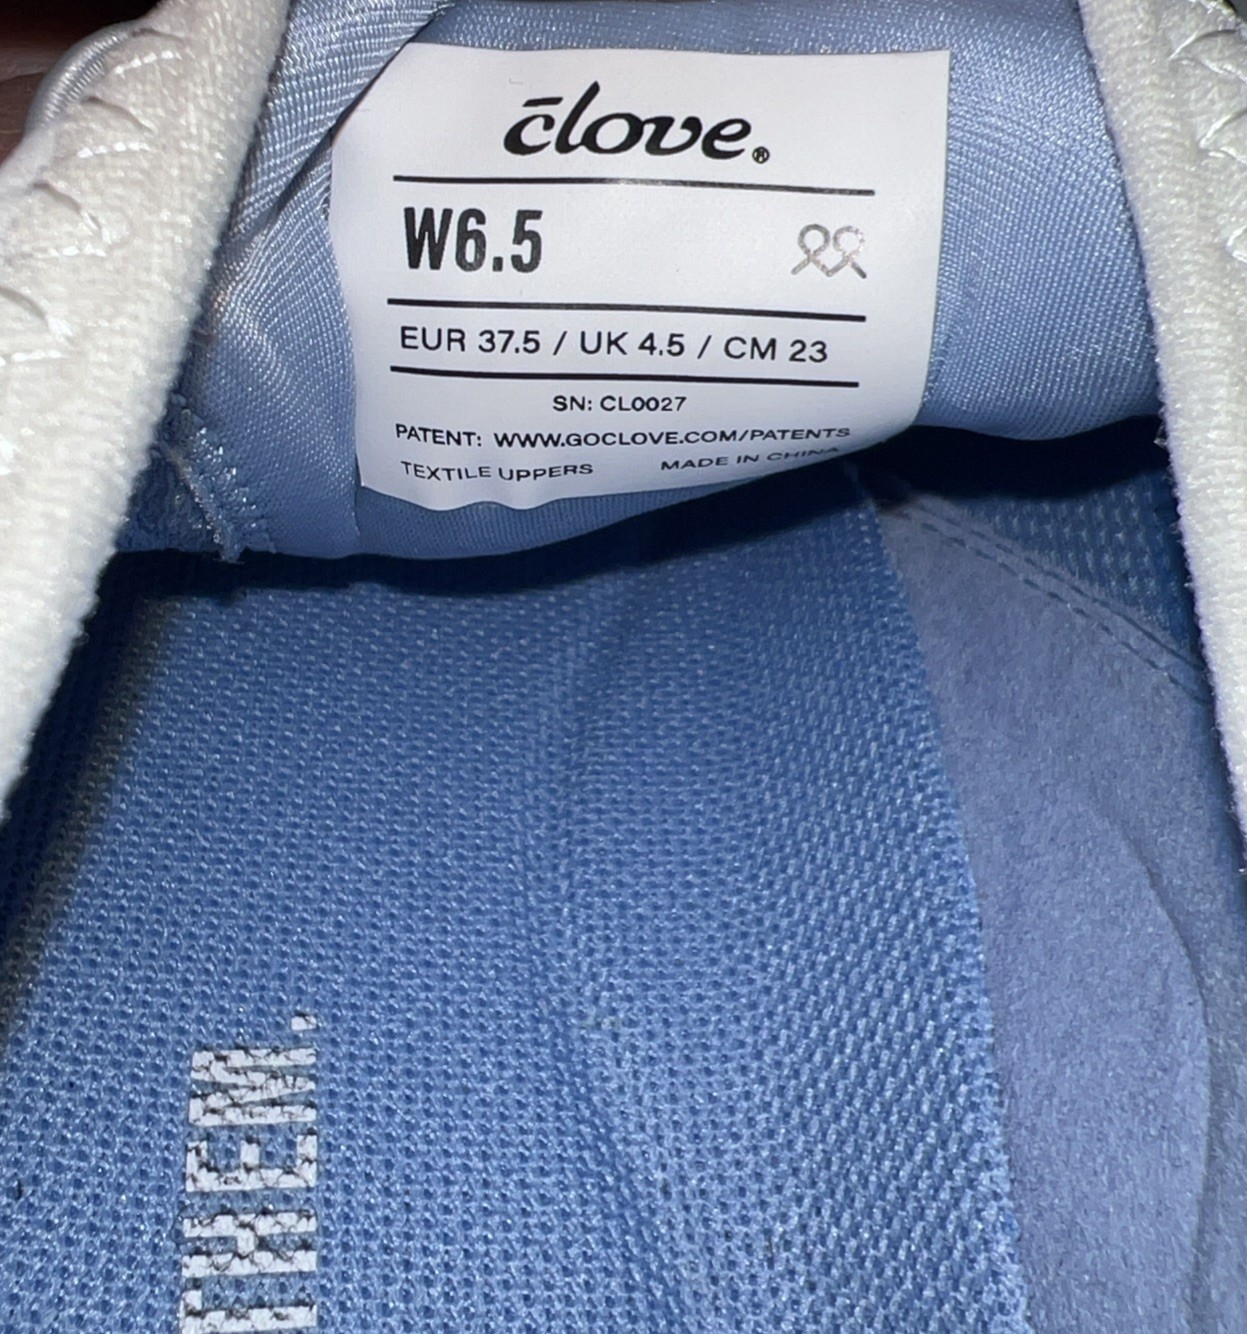 clove.®
W6.5
EUR 37.5 / UK 4.5 / CM 23
SN: CL0027
PATENT: WWW.GOCLOVE.COM/PATENTS
TEXTILE UPPERS MADE IN CHINA
THEM.